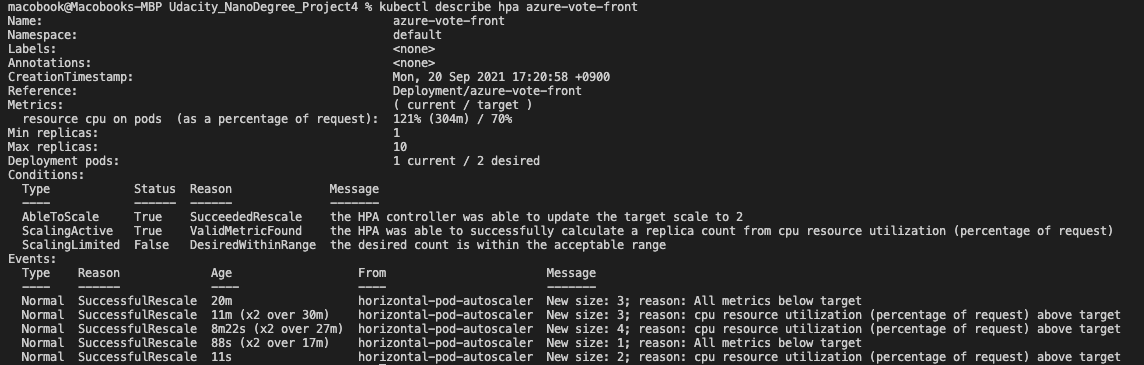 macobook@Macobooks-MBP Udacity_NanoDegree_Project4 % kubectl describe hpa azure-vote-front
Name: azure-vote-front
Namespace: default
Labels: <none>
Annotations: <none>
CreationTimestamp: Mon, 20 Sep 2021 17:20:58 +0900
Reference: Deployment/azure-vote-front
Metrics: ( current / target )
resource cpu on pods (as a percentage of request): 121% (304m) / 70%
Min replicas: 1
Max replicas: 10
Deployment pods: 1 current / 2 desired
Conditions:
Type Status Reason Message
---- ------ ------ -------
AbleToScale True SucceededRescale the HPA controller was able to update the target scale to 2
ScalingActive True ValidMetricFound the HPA was able to successfully calculate a replica count from cpu resource utilization (percentage of request)
ScalingLimited False DesiredWithinRange the desired count is within the acceptable range
Events:
Type Reason Age From Message
---- ------ ---- ---- -------
Normal SuccessfulRescale 20m horizontal-pod-autoscaler New size: 3; reason: All metrics below target
Normal SuccessfulRescale 11m (x2 over 30m) horizontal-pod-autoscaler New size: 3; reason: cpu resource utilization (percentage of request) above target
Normal SuccessfulRescale 8m22s (x2 over 27m) horizontal-pod-autoscaler New size: 4; reason: cpu resource utilization (percentage of request) above target
Normal SuccessfulRescale 88s (x2 over 17m) horizontal-pod-autoscaler New size: 1; reason: All metrics below target
Normal SuccessfulRescale 11s horizontal-pod-autoscaler New size: 2; reason: cpu resource utilization (percentage of request) above target